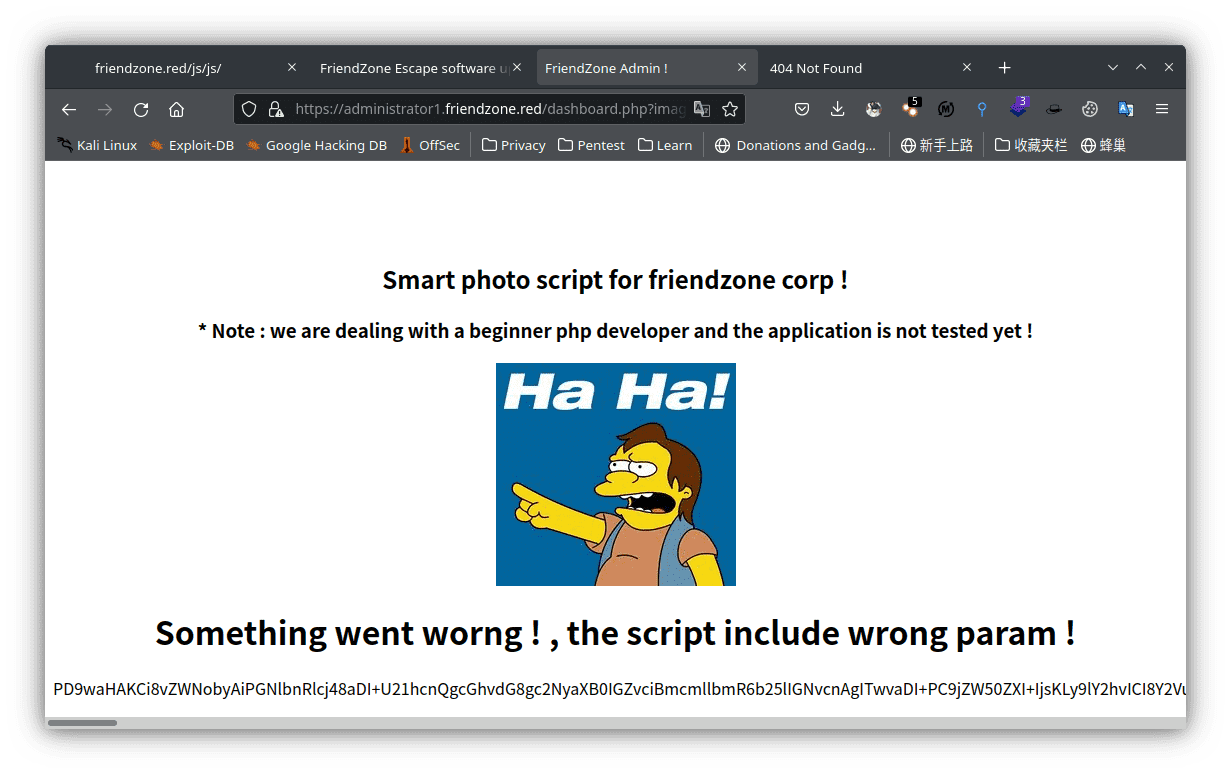 friendzone.red/js/js/ FriendZone Escape software u FriendZone Admin ! 404 Not Found
https://administrator1.friendzone.red/dashboard.php?imag 5 3
Kali Linux Exploit-DB Google Hacking DB OffSec Privacy Pentest Learn Donations and Gadg... 新手上路 收藏夹栏 蜂巢
Smart photo script for friendzone corp !
* Note : we are dealing with a beginner php developer and the application is not tested yet !
Ha Ha!
Something went worng ! , the script include wrong param !
PD9waHAKCi8vZWNobyAiPGNlbnRlcj48aDI+U21hcnQgcGhvdG8gc2NyaXB0IGZvciBmcmllbmR6b25lIGNvcnAgITwvaDI+PC9jZW50ZXI+IjsKLy9lY2hvICI8Y2Vu